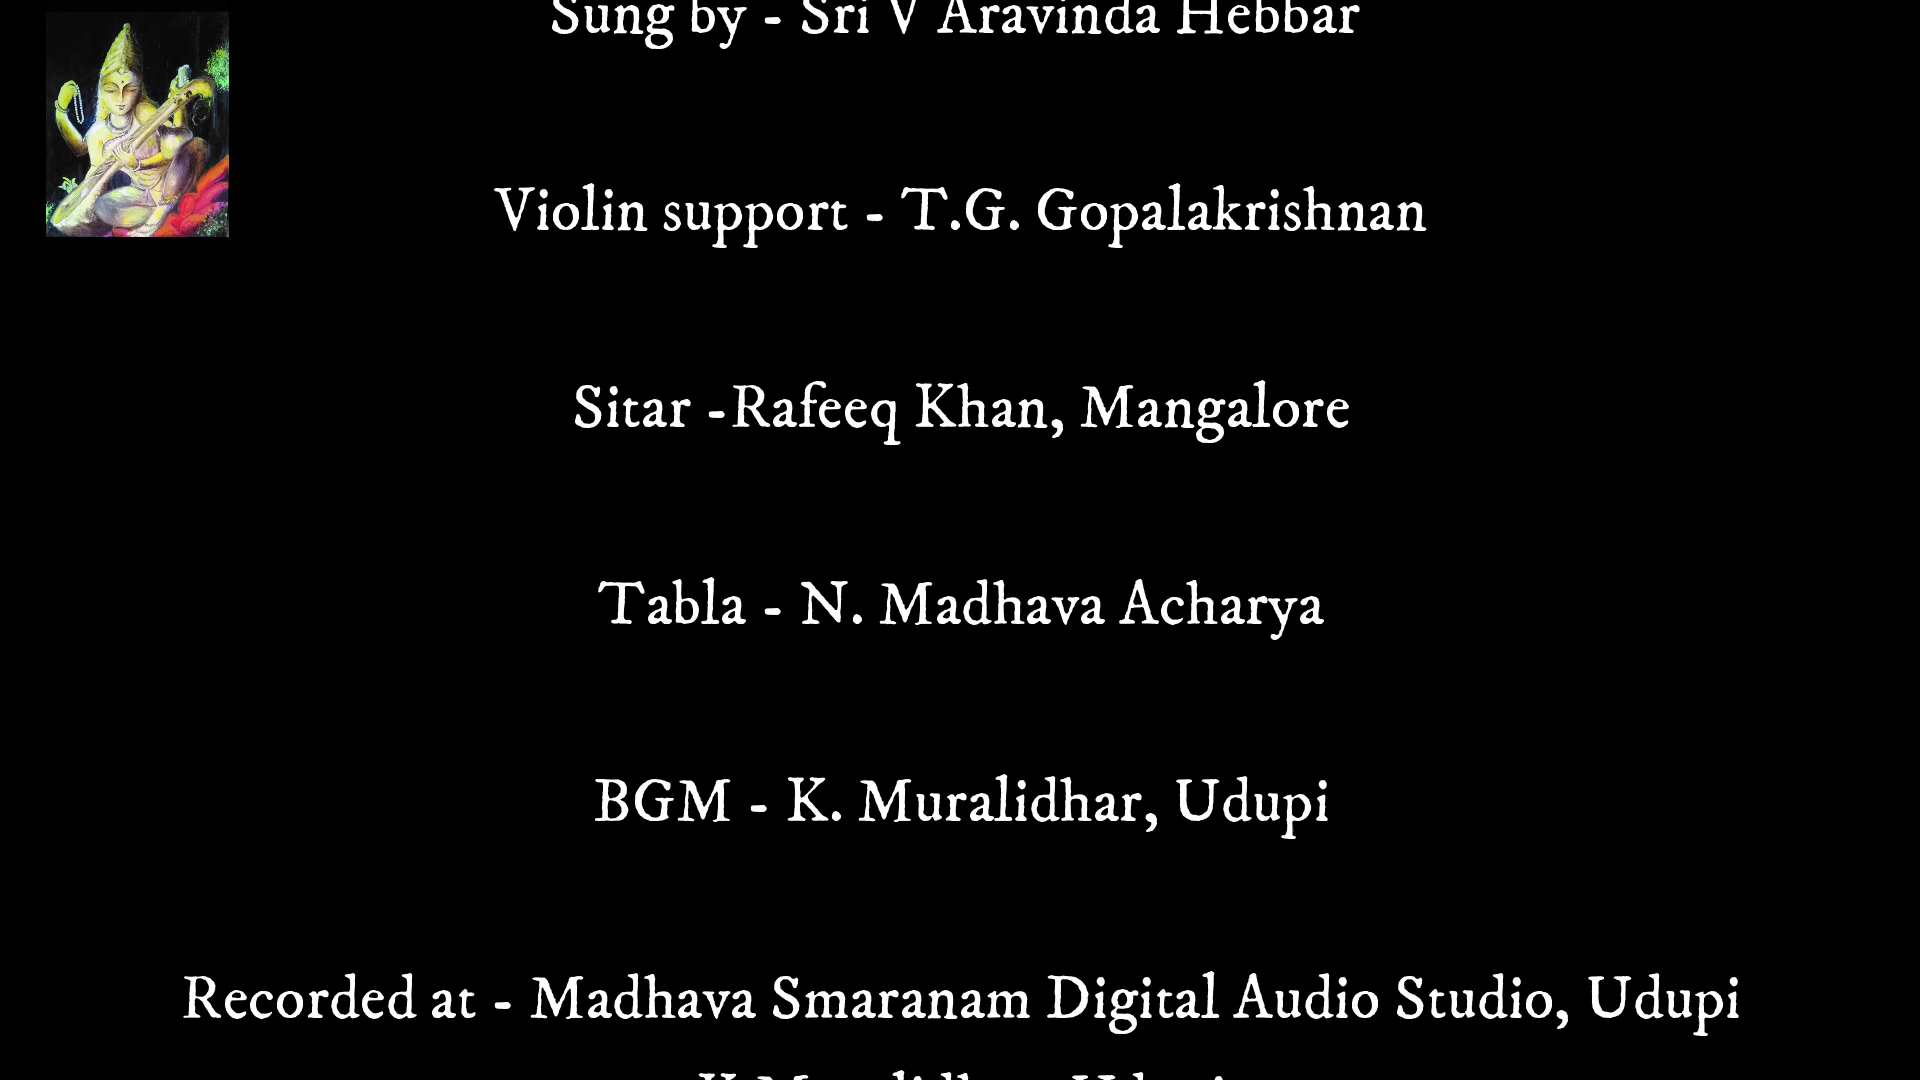 Sung by - Sri V Aravinda Hebbar
Violin support - T.G. Gopalakrishnan
Sitar -Rafeeq Khan, Mangalore
Tabla - N. Madhava Acharya
BGM - K. Muralidhar, Udupi
Recorded at - Madhava Smaranam Digital Audio Studio, Udupi